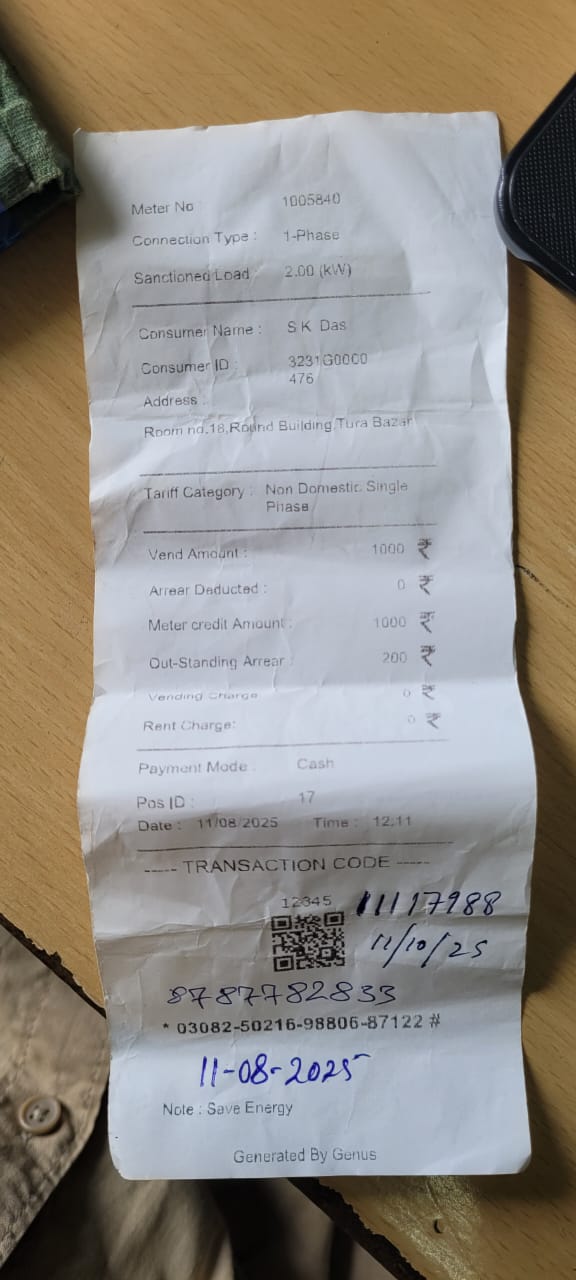 Meter No 1005840
Connection Type : 1-Phase
Sanctioned Load : 2.00 (kW)
Consumer Name : S K Das
Consumer ID : 3231G0000
476
Address :
Room no,18,Round Building,Tura Bazar
Tariff Category : Non Domestic Single
Phase
Vend Amount : 1000 ₹
Arrear Deducted : 0 ₹
Meter credit Amount : 1000 ₹
Out-Standing Arrear : 200 ₹
Vending Charge 0 ₹
Rent Charge: 0 ₹
Payment Mode : Cash
Pos ID : 17
Date : 11/08/2025 Time : 12:11
----- TRANSACTION CODE -----
12345 11117988
11/10/25
8787782833
* 03082-50216-98806-87122 #
11-08-2025
Note : Save Energy
Generated By Genus